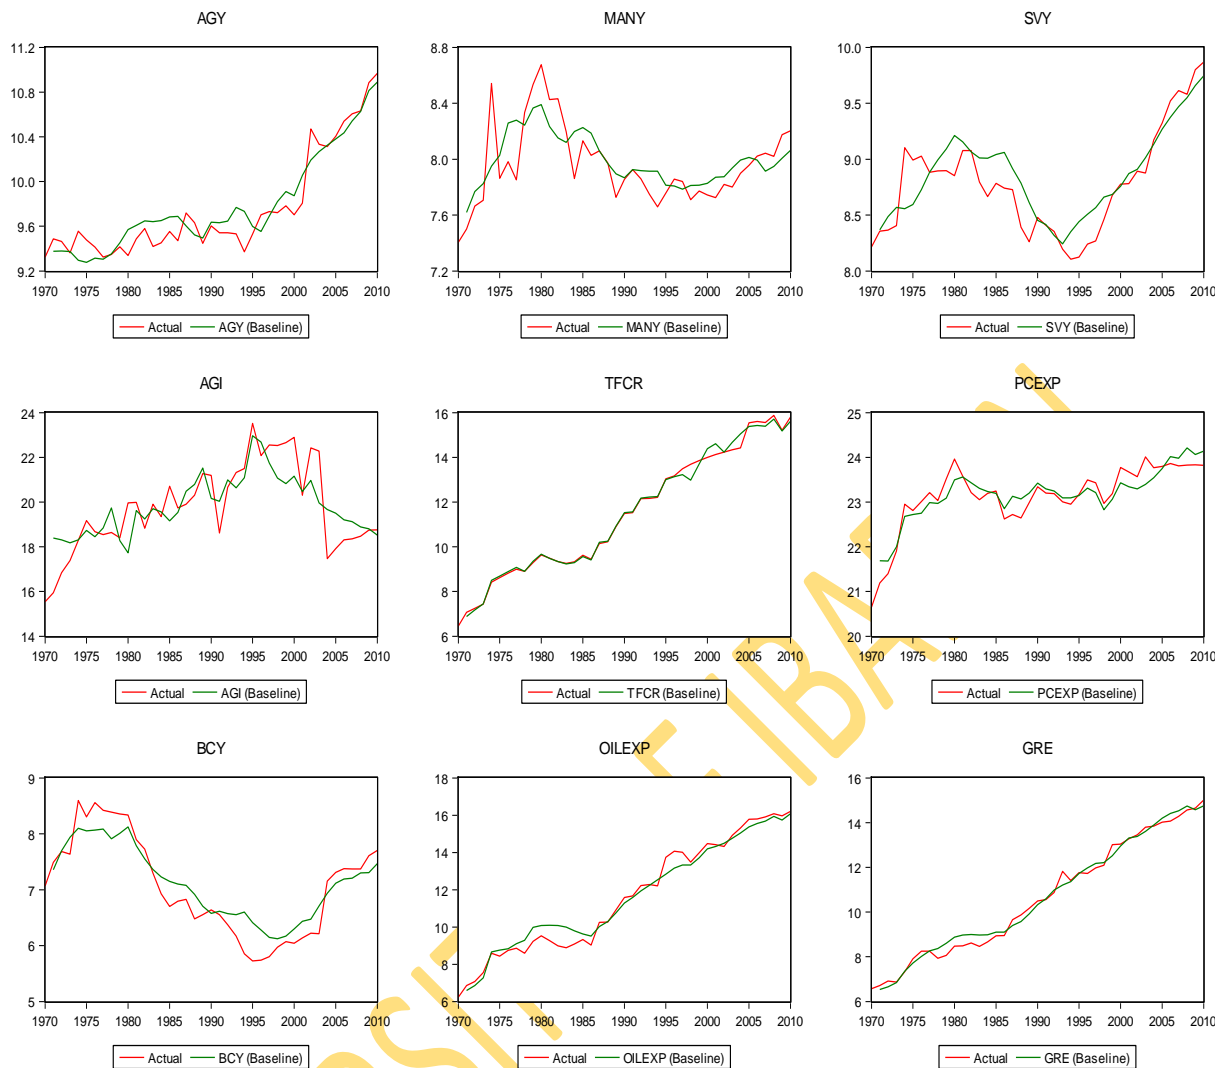 AGY
MANY
SVY
11.2
10.8
10.4
10.0
9.6
9.2
1970 1975 1980 1985 1990 1995 2000 2005 2010
Actual AGY (Baseline)
8.8
8.4
8.0
7.6
7.2
1970 1975 1980 1985 1990 1995 2000 2005 2010
Actual MANY (Baseline)
10.0
9.5
9.0
8.5
8.0
1970 1975 1980 1985 1990 1995 2000 2005 2010
Actual SVY (Baseline)
AGI
TFCR
PCEXP
24
22
20
18
16
14
1970 1975 1980 1985 1990 1995 2000 2005 2010
Actual AGI (Baseline)
16
14
12
10
8
6
1970 1975 1980 1985 1990 1995 2000 2005 2010
Actual TFCR (Baseline)
25
24
23
22
21
20
1970 1975 1980 1985 1990 1995 2000 2005 2010
Actual PCEXP (Baseline)
BCY
OILEXP
GRE
9
8
7
6
5
1970 1975 1980 1985 1990 1995 2000 2005 2010
Actual BCY (Baseline)
18
16
14
12
10
8
6
1970 1975 1980 1985 1990 1995 2000 2005 2010
Actual OILEXP (Baseline)
16
14
12
10
8
6
1970 1975 1980 1985 1990 1995 2000 2005 2010
Actual GRE (Baseline)